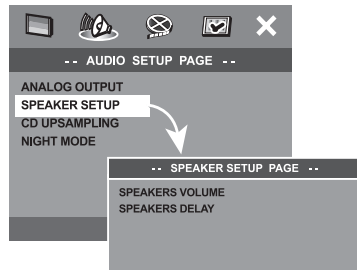 -- AUDIO SETUP PAGE --
ANALOG OUTPUT
SPEAKER SETUP
CD UPSAMPLING
NIGHT MODE
-- SPEAKER SETUP PAGE --
SPEAKERS VOLUME
SPEAKERS DELAY